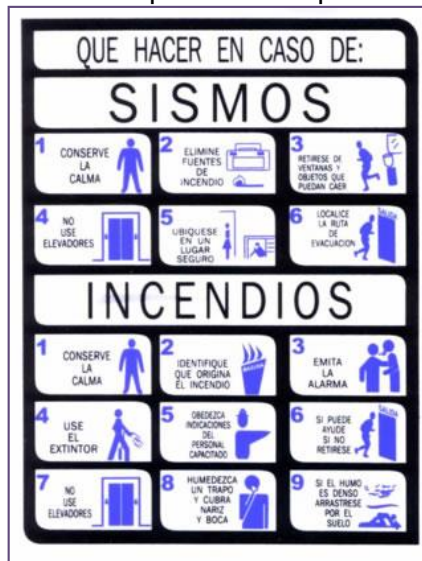 QUE HACER EN CASO DE:
SISMOS
1
CONSERVE
LA
CALMA
2
ELIMINE
FUENTES
DE
INCENDIO
3
RETIRESE DE
VENTANAS Y
OBJETOS QUE
PUEDAN CAER
4
NO
USE
ELEVADORES
5
UBIQUESE
EN UN
LUGAR
SEGURO
6
LOCALICE
LA RUTA
DE
EVACUACION
SALIDA
INCENDIOS
1
CONSERVE
LA
CALMA
2
IDENTIFIQUE
QUE ORIGINA
EL INCENDIO
3
EMITA
LA
ALARMA
4
USE
EL
EXTINTOR
5
OBEDEZCA
INDICACIONES
DEL
PERSONAL
CAPACITADO
6
SI PUEDE
AYUDE
SI NO
RETIRESE
SALIDA
7
NO
USE
ELEVADORES
8
HUMEDEZCA
UN TRAPO
Y CUBRA
NARIZ
Y BOCA
9
SI EL HUMO
ES DENSO
ARRASTRESE
POR EL
SUELO